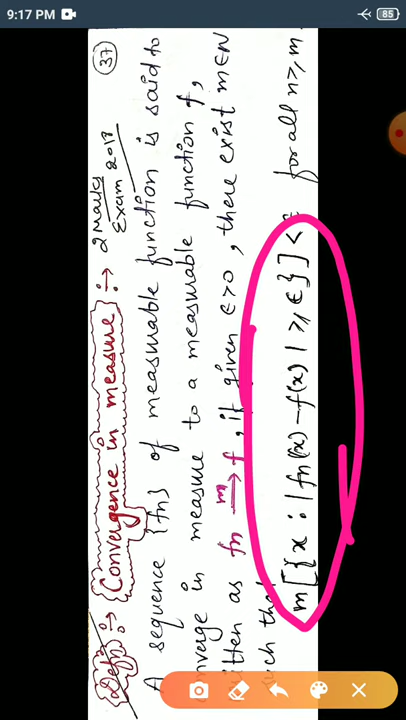 9:17 PM
85
37
Defn :→ {Convergence in measure} :→ 2 Marks
Exam 2018
A sequence {fn} of measurable function is said to
converge in measure to a measurable function f,
written as fn m→ f, if given ε>0, there exist m∈N
such that
m[{x : |fn(x) – f(x)| ≥ ε}] < ε for all n≥m.